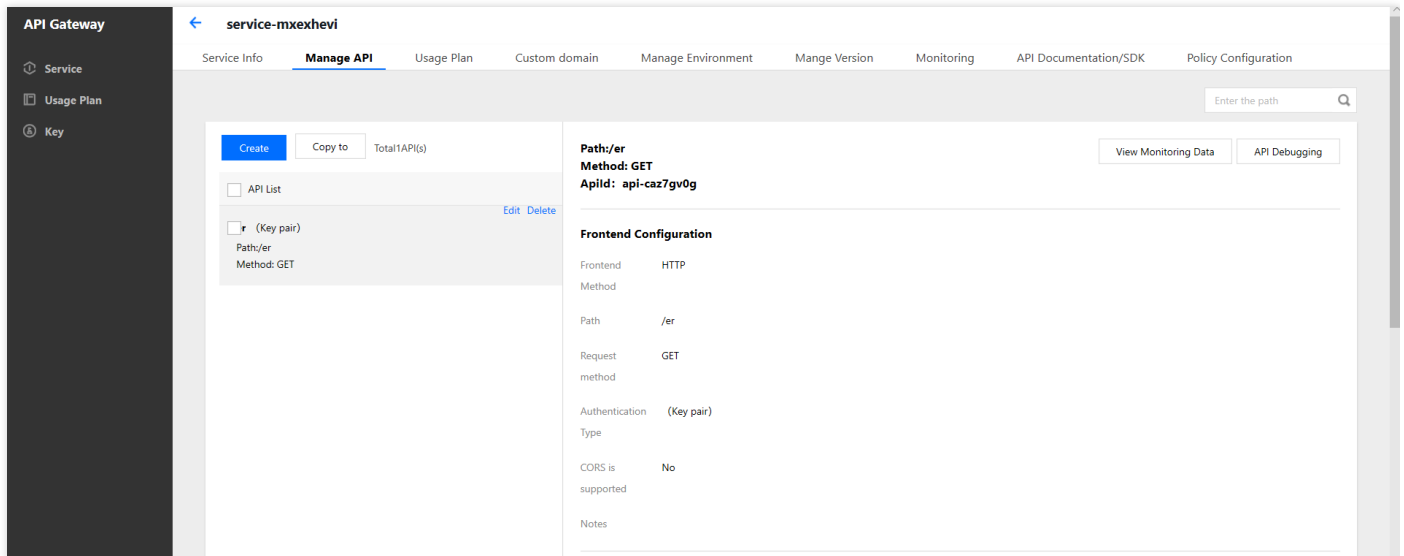 API Gateway
Service
Usage Plan
Key
service-mxexhevi
Service Info Manage API Usage Plan Custom domain Manage Environment Mange Version Monitoring API Documentation/SDK Policy Configuration
Enter the path
Create Copy to Total1API(s)
API List
Edit Delete
r (Key pair)
Path:/er
Method: GET
Path:/er
Method: GET
ApiId: api-caz7gv0g
View Monitoring Data API Debugging
Frontend Configuration
Frontend Method HTTP
Path /er
Request method GET
Authentication Type (Key pair)
CORS is supported No
Notes